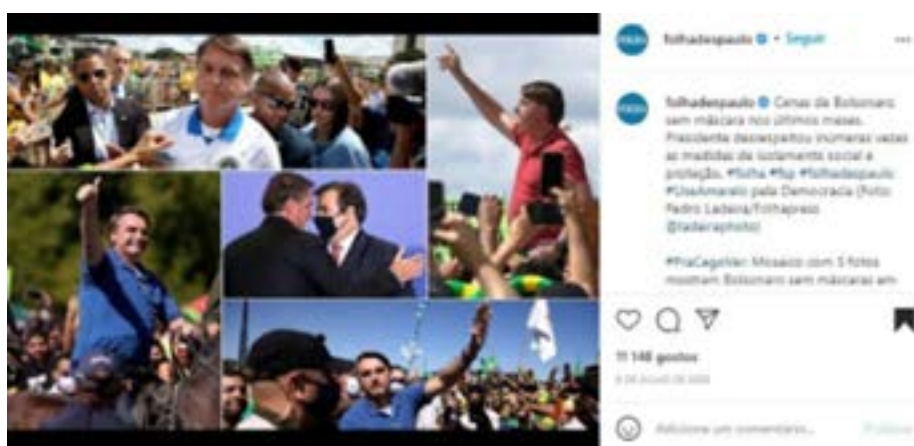 folhadespaulo • Seguir
folhadespaulo Cenas de Bolsonaro
sem máscara nos últimos meses.
Presidente desrespeitou inúmeras vezes
as medidas de isolamento social e
proteção. #folha #fsp #folhadespaulo
#UseAmarelo pela Democracia (Foto:
Pedro Ladeira/Folhapress
@ladeiraphoto)
#PraCegoVer: Mosaico com 5 fotos
mostram Bolsonaro sem máscaras em
11 148 gostos
Adicione um comentário...
Publicar